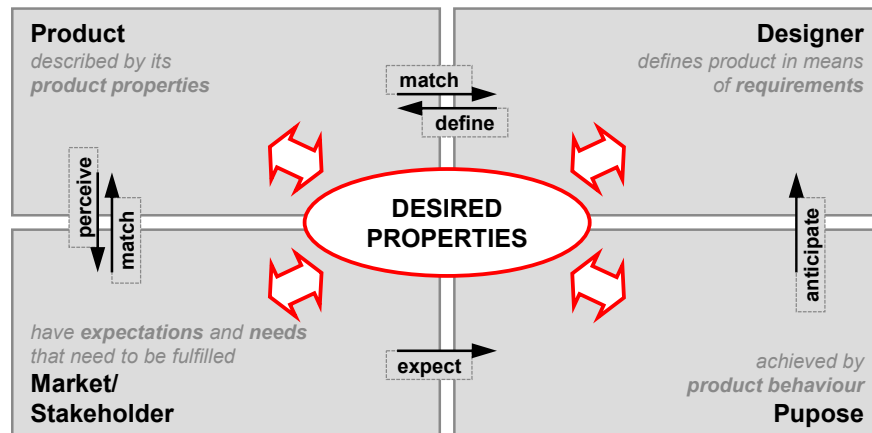 Product
described by its
product properties
Designer
defines product in means
of requirements
match
define
perceive
match
DESIRED
PROPERTIES
anticipate
have expectations and needs
that need to be fulfilled
Market/
Stakeholder
expect
achieved by
product behaviour
Pupose